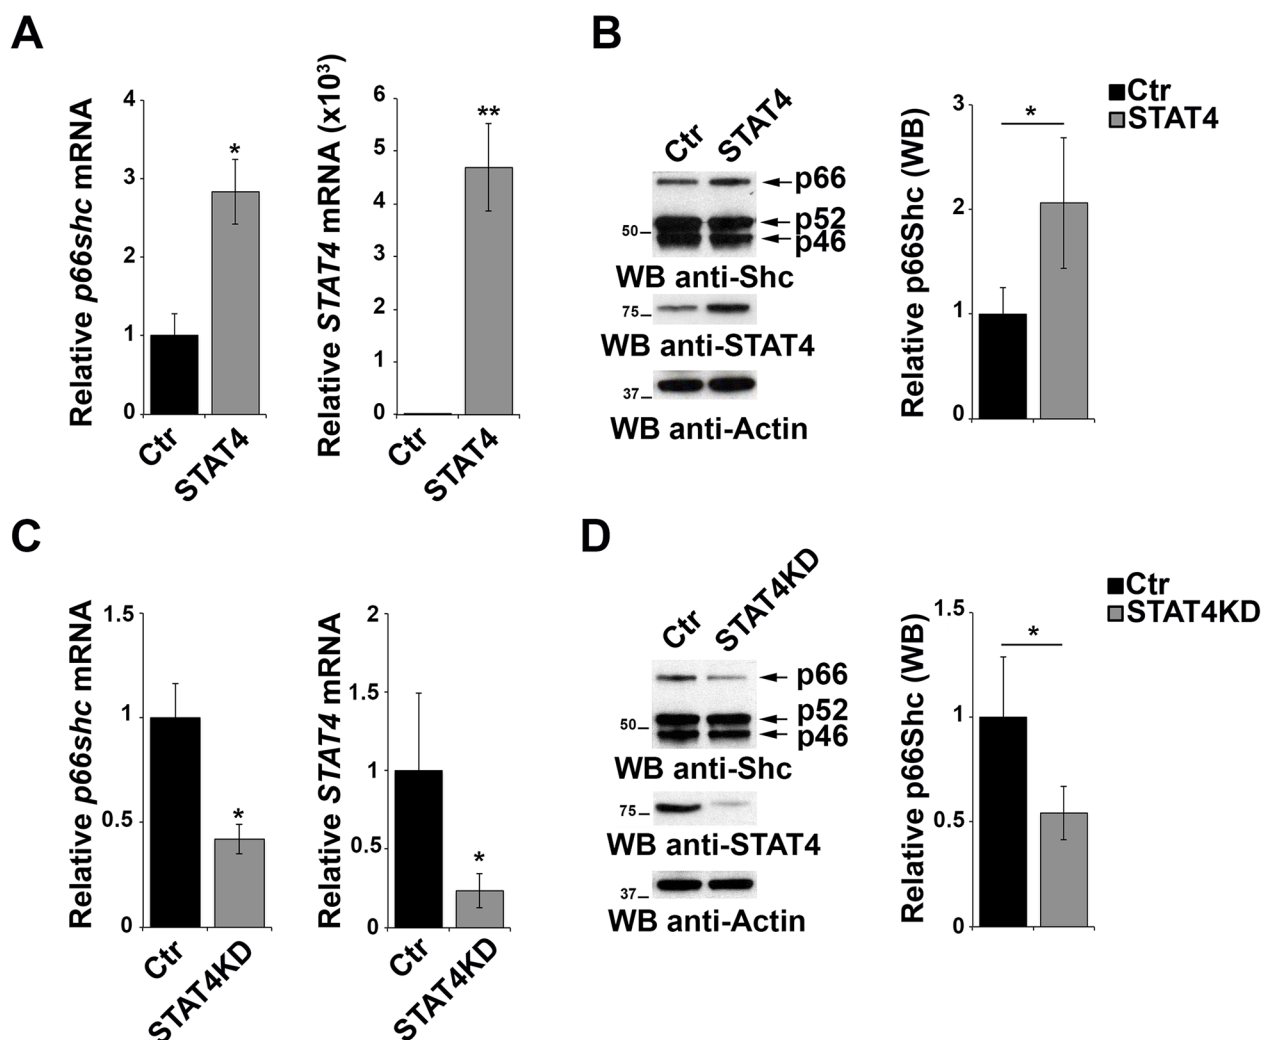 A
Relative p66shc mRNA
4
3
2
1
0
*
Ctr
STAT4
Relative STAT4 mRNA (x10³)
6
5
4
3
2
1
0
**
Ctr
STAT4
B
Ctr
STAT4
p66
p52
p46
50
WB anti-Shc
75
WB anti-STAT4
37
WB anti-Actin
Relative p66Shc (WB)
3
2
1
0
*
Ctr
STAT4
C
Relative p66shc mRNA
1.5
1
0.5
0
*
Ctr
STAT4KD
Relative STAT4 mRNA
2
1.5
1
0.5
0
*
Ctr
STAT4KD
D
Ctr
STAT4KD
p66
p52
p46
50
WB anti-Shc
75
WB anti-STAT4
37
WB anti-Actin
Relative p66Shc (WB)
1.5
1
0.5
0
*
Ctr
STAT4KD